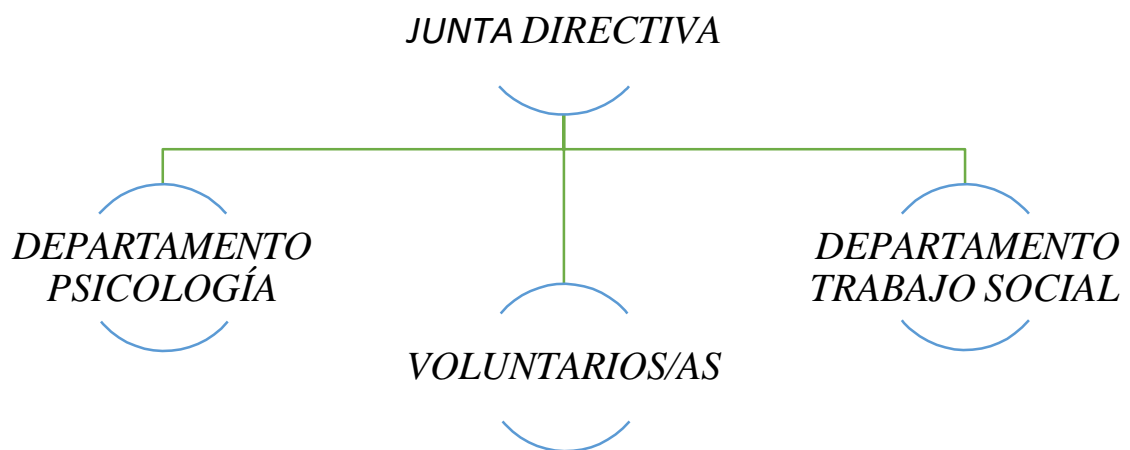 JUNTA DIRECTIVA
DEPARTAMENTO
PSICOLOGÍA
DEPARTAMENTO
TRABAJO SOCIAL
VOLUNTARIOS/AS